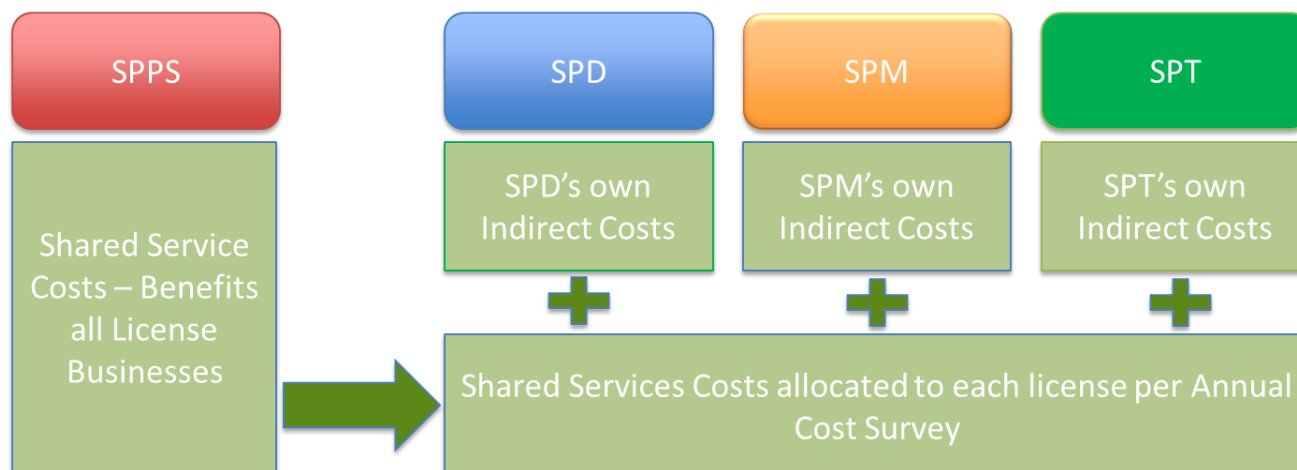 SPPS
SPD
SPM
SPT
Shared Service
Costs – Benefits
all License
Businesses
SPD’s own
Indirect Costs
SPM’s own
Indirect Costs
SPT’s own
Indirect Costs
Shared Services Costs allocated to each license per Annual
Cost Survey